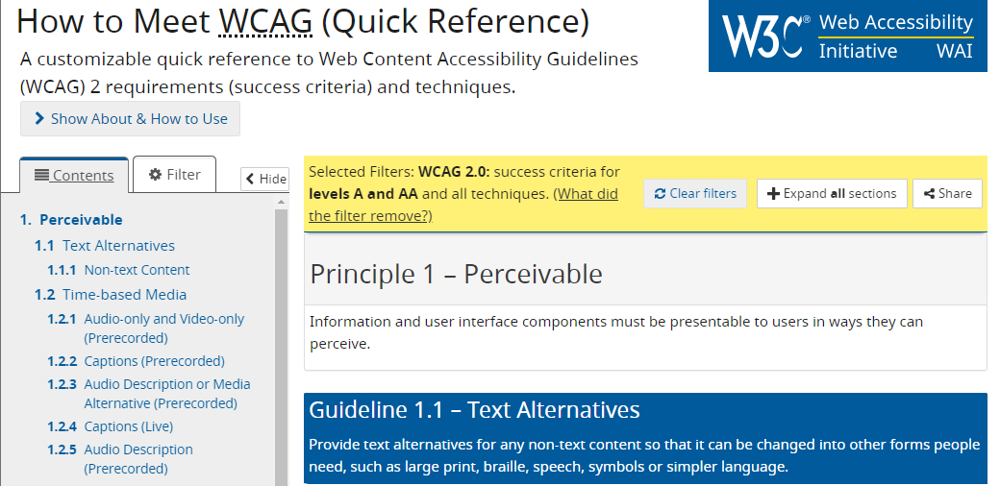 How to Meet WCAG (Quick Reference)
A customizable quick reference to Web Content Accessibility Guidelines
(WCAG) 2 requirements (success criteria) and techniques.
Show About & How to Use
W3C® Web Accessibility
Initiative WAI
Contents
Filter
Hide
1. Perceivable
1.1 Text Alternatives
1.1.1 Non-text Content
1.2 Time-based Media
1.2.1 Audio-only and Video-only
(Prerecorded)
1.2.2 Captions (Prerecorded)
1.2.3 Audio Description or Media
Alternative (Prerecorded)
1.2.4 Captions (Live)
1.2.5 Audio Description
(Prerecorded)
Selected Filters: WCAG 2.0: success criteria for
levels A and AA and all techniques. (What did
the filter remove?)
Clear filters
Expand all sections
Share
Principle 1 – Perceivable
Information and user interface components must be presentable to users in ways they can
perceive.
Guideline 1.1 – Text Alternatives
Provide text alternatives for any non-text content so that it can be changed into other forms people
need, such as large print, braille, speech, symbols or simpler language.